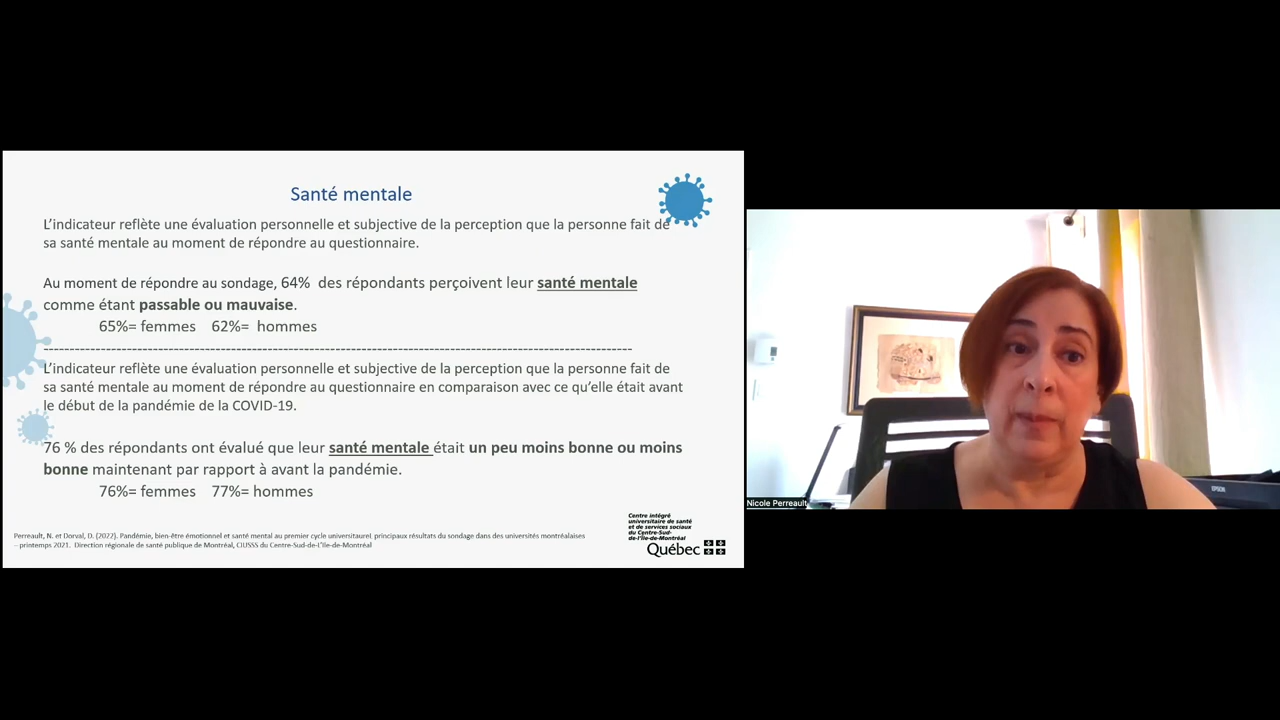 Santé mentale
L'indicateur reflète une évaluation personnelle et subjective de la perception que la personne fait de
sa santé mentale au moment de répondre au questionnaire.
Au moment de répondre au sondage, 64% des répondants perçoivent leur santé mentale
comme étant passable ou mauvaise.
65%= femmes 62%= hommes
L'indicateur reflète une évaluation personnelle et subjective de la perception que la personne fait de
sa santé mentale au moment de répondre au questionnaire en comparaison avec ce qu'elle était avant
le début de la pandémie de la COVID-19.
76 % des répondants ont évalué que leur santé mentale était un peu moins bonne ou moins
bonne maintenant par rapport à avant la pandémie.
76%= femmes 77%= hommes
Perreault, N. et Dorval, D. (2022). Pandémie, bien-être émotionnel et santé mental au premier cycle universitaurel principaux résultats du sondage dans des universités montréalaises
– printemps 2021. Direction régionale de santé publique de Montréal, CIUSSS du Centre-Sud-de-l'Île-de-Montréal
Centre intégré
universitaire de santé
et de services sociaux
du Centre-Sud-
de-l'Île-de-Montréal
Québec
Nicole Perreault
EPSON